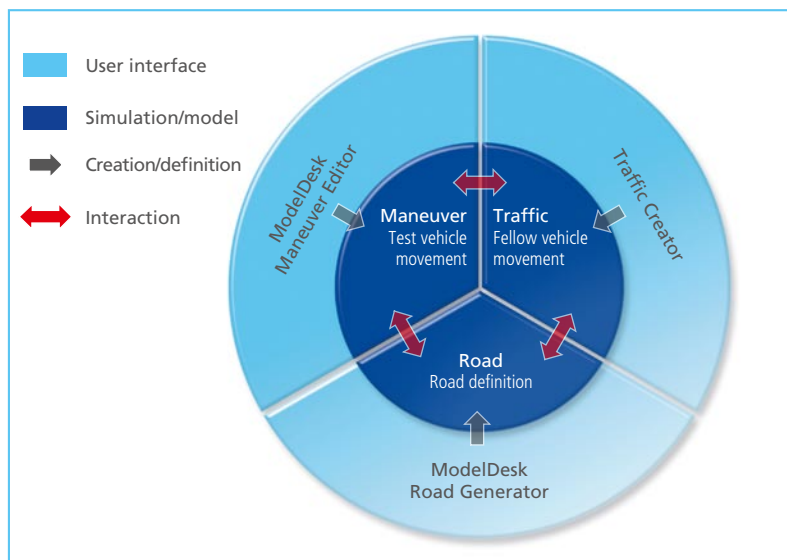 User interface
Simulation/model
Creation/definition
Interaction
ModelDesk
Maneuver Editor
Traffic Creator
Maneuver
Test vehicle
movement
Traffic
Fellow vehicle
movement
Road
Road definition
ModelDesk
Road Generator